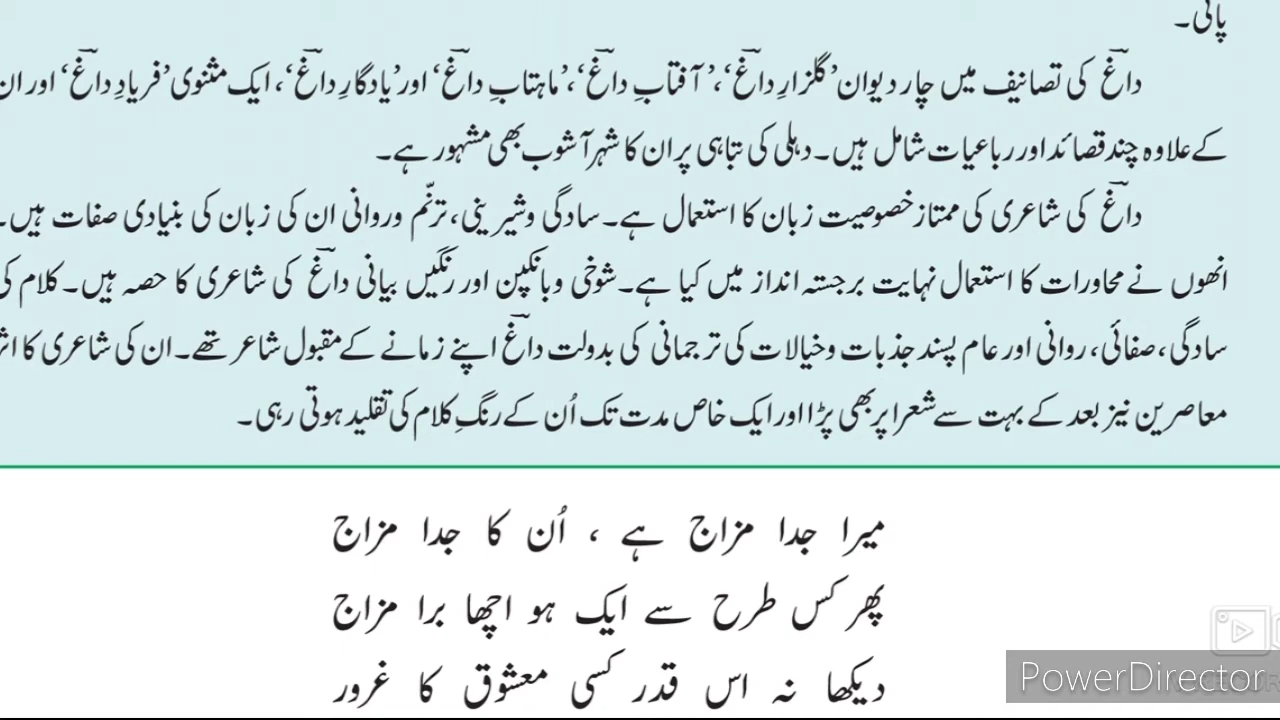 پائی۔
داغؔ کی تصانیف میں چار دیوان ’گلزارِ داغؔ‘، ’آفتابِ داغؔ‘، ’ماہتابِ داغؔ‘ اور ’یادگارِ داغؔ‘، ایک مثنوی ’فریادِ داغؔ‘ اور ان
کے علاوہ چند قصائد اور رباعیات شامل ہیں۔ دہلی کی تباہی پر ان کا شہر آشوب بھی مشہور ہے۔
داغؔ کی شاعری کی ممتاز خصوصیت زبان کا استعمال ہے۔ سادگی و شیرینی، ترنّم و روانی ان کی زبان کی بنیادی صفات ہیں۔
انھوں نے محاورات کا استعمال نہایت برجستہ انداز میں کیا ہے۔ شوخی و بانکپن اور رنگیں بیانی داغؔ کی شاعری کا حصہ ہیں۔ کلام کی
سادگی، صفائی، روانی اور عام پسند جذبات و خیالات کی ترجمانی کی بدولت داغؔ اپنے زمانے کے مقبول شاعر تھے۔ ان کی شاعری کا
معاصرین نیز بعد کے بہت سے شعرا پر بھی پڑا اور ایک خاص مدت تک اُن کے رنگِ کلام کی تقلید ہوتی رہی۔
میرا جدا مزاج ہے ، اُن کا جدا مزاج
پھر کس طرح سے ایک ہو اچھا برا مزاج
دیکھا نہ اس قدر کسی معشوق کا غرور
PowerDirector